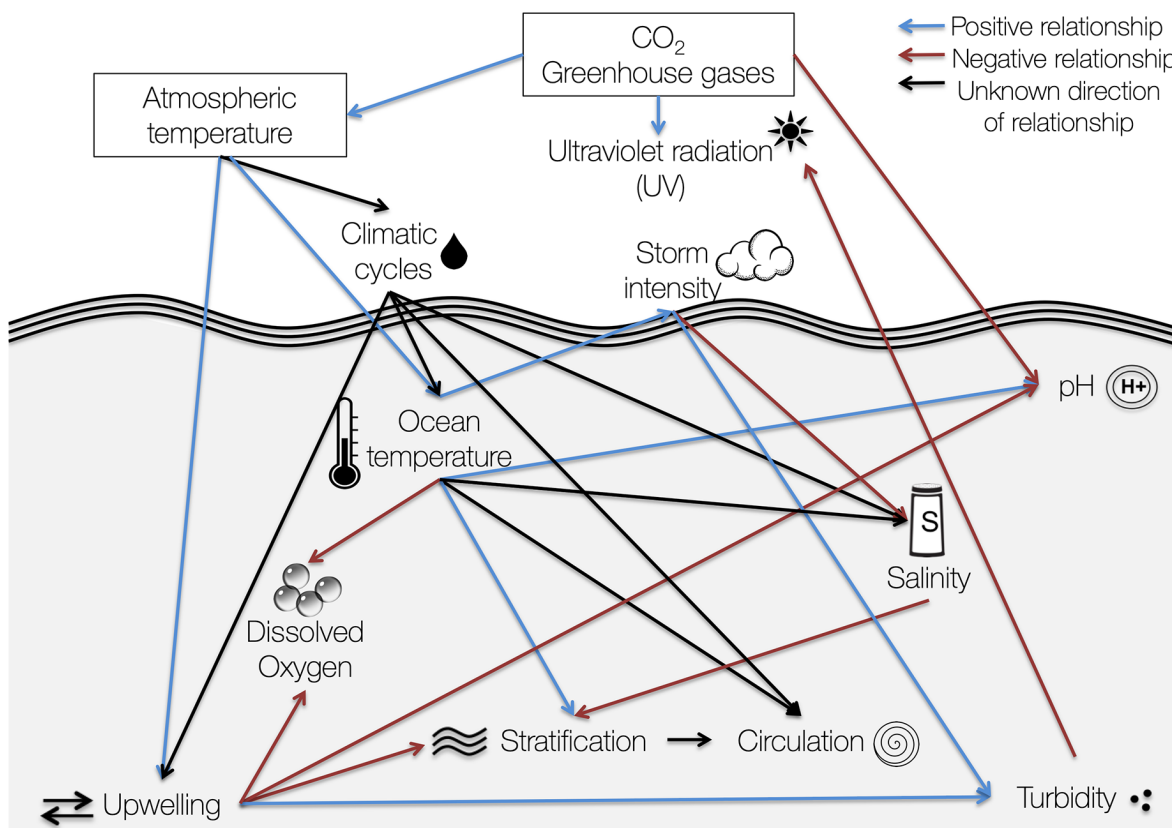 CO2
Greenhouse gases
Positive relationship
Negative relationship
Unknown direction
of relationship
Atmospheric
temperature
Ultraviolet radiation
(UV)
Climatic
cycles
Storm
intensity
pH
H+
Ocean
temperature
S
Salinity
Dissolved
Oxygen
Stratification
Circulation
Upwelling
Turbidity